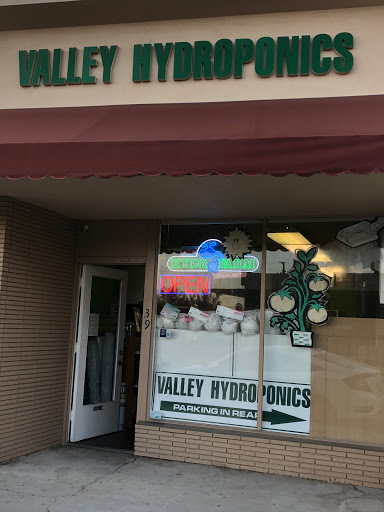 VALLEY HYDROPONICS
OPEN
39
VALLEY HYDROPONICS
PARKING IN REAR